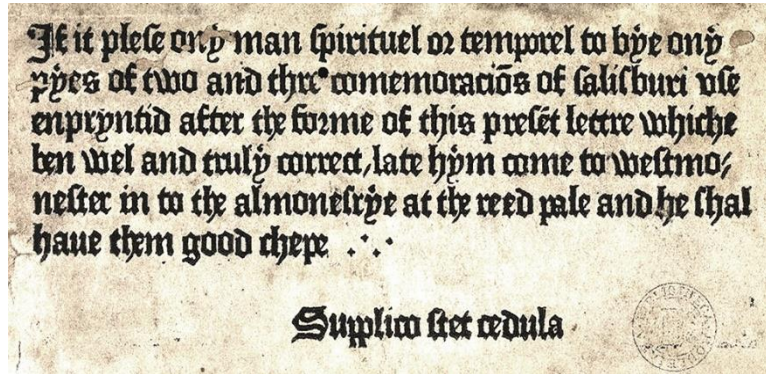 If it plese ony man spirituel or temporel to bye ony
pyes of two and thre comemoraciōs of salisburi vse
enpryntid after the forme of this presēt lettre whiche
ben wel and truly correct, late hym come to westmo⸗
nester in to the almonesrye at the reed pale and he shal
haue them good chepe .·.·
Supplico stet cedula